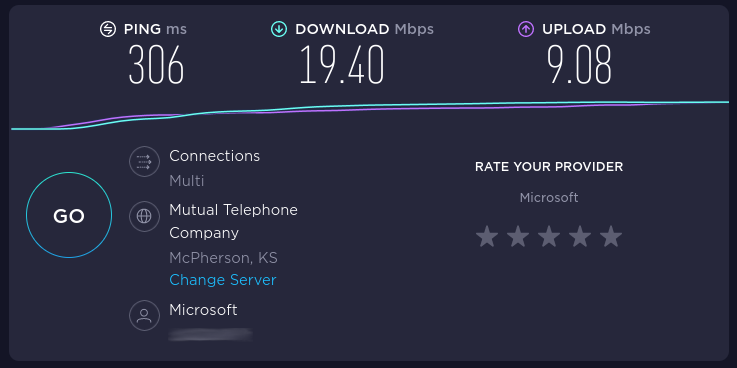 PING ms
306
DOWNLOAD Mbps
19.40
UPLOAD Mbps
9.08
GO
Connections
Multi
Mutual Telephone
Company
McPherson, KS
Change Server
Microsoft
RATE YOUR PROVIDER
Microsoft